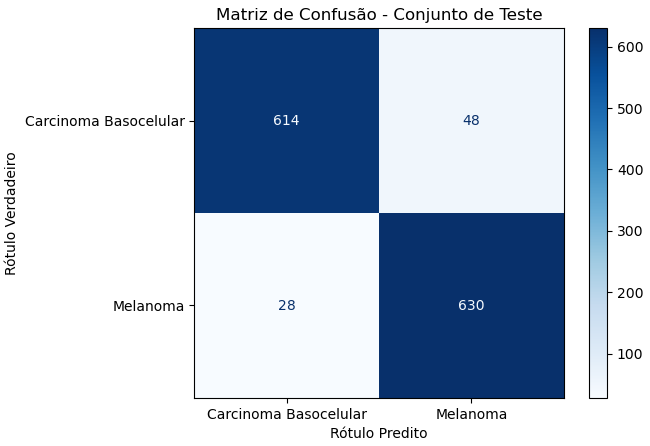 Matriz de Confusão - Conjunto de Teste
Rótulo Verdadeiro
Carcinoma Basocelular
614
48
Melanoma
28
630
Carcinoma Basocelular
Melanoma
Rótulo Predito
600
500
400
300
200
100